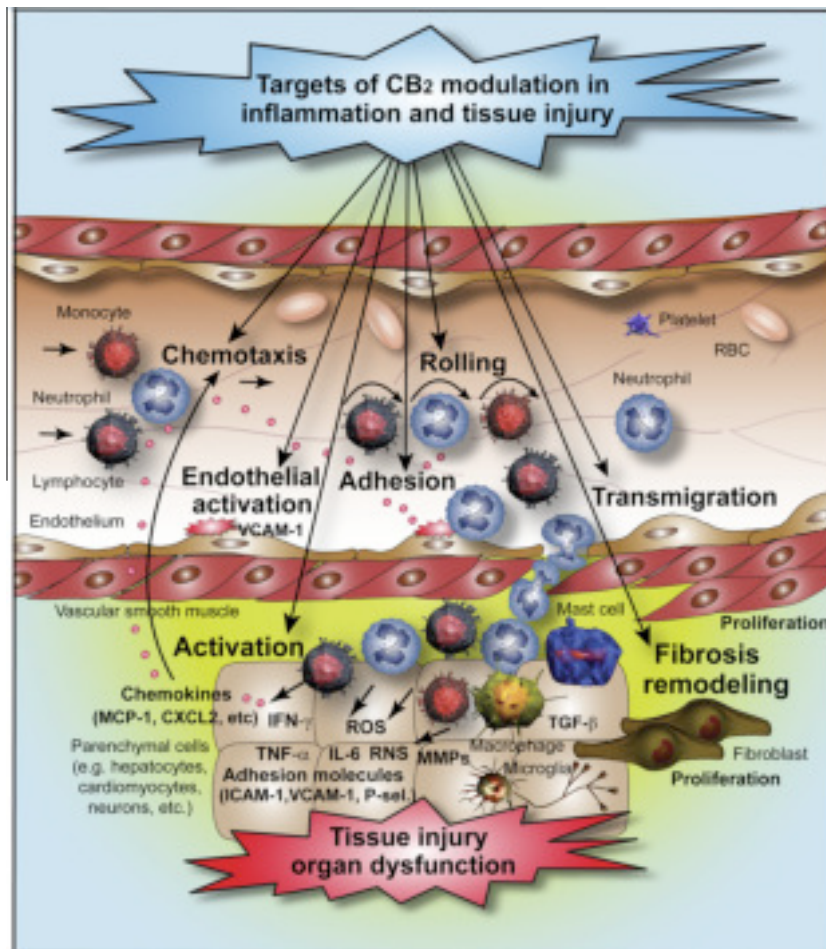 Targets of CB2 modulation in
inflammation and tissue injury
Monocyte
Chemotaxis
Rolling
Platelet
RBC
Neutrophil
Neutrophil
Lymphocyte
Endothelial
activation
VCAM-1
Adhesion
Transmigration
Endothelium
Vascular smooth muscle
Mast cell
Proliferation
Activation
Fibrosis
remodeling
Chemokines
(MCP-1, CXCL2, etc)
IFN-γ
ROS
TGF-β
Parenchymal cells
(e.g. hepatocytes,
cardiomyocytes,
neurons, etc.)
TNF-α
IL-6
RNS
MMPs
Macrophage
Microglia
Adhesion molecules
(ICAM-1,VCAM-1, P-sel.)
Fibroblast
Proliferation
Tissue injury
organ dysfunction